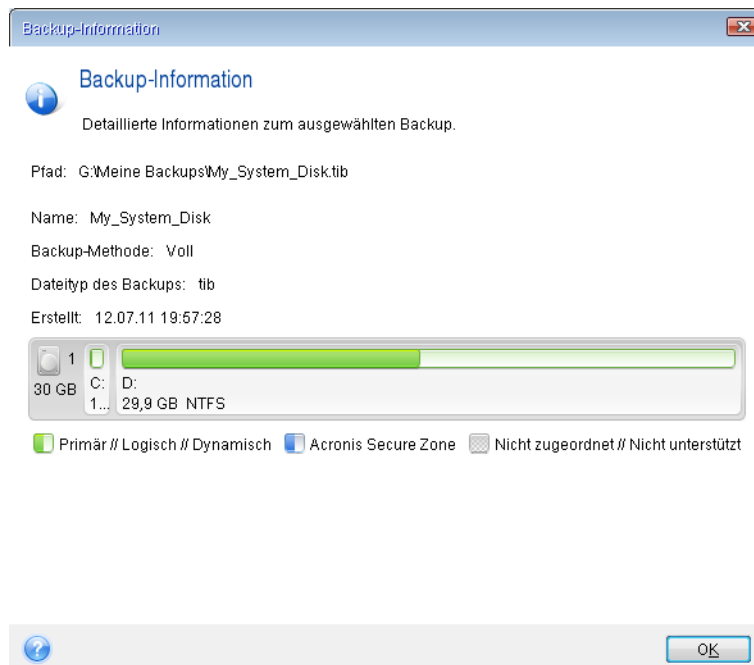 Backup-Information
Backup-Information
Detaillierte Informationen zum ausgewählten Backup.
Pfad: G:\Meine Backups\My_System_Disk.tib
Name: My_System_Disk
Backup-Methode: Voll
Dateityp des Backups: tib
Erstellt: 12.07.11 19:57:28
1
30 GB
C:
1...
D:
29,9 GB NTFS
Primär // Logisch // Dynamisch Acronis Secure Zone Nicht zugeordnet // Nicht unterstützt
OK